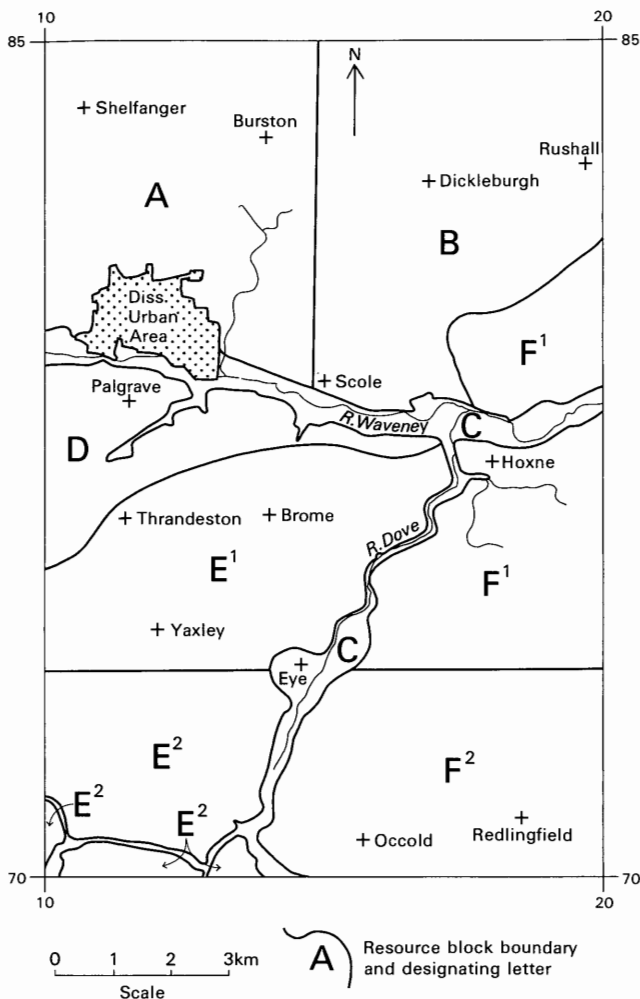 10
20
85
85
N
Shelfanger
Burston
Rushall
Dickleburgh
A
B
Diss
Urban
Area
F¹
Scole
Palgrave
R.Waveney
C
D
Hoxne
Thrandeston
Brome
R.Dove
E¹
F¹
Yaxley
C
Eye
E²
F²
E²
E²
Occold
Redlingfield
70
70
10
20
0 1 2 3km
Scale
A
Resource block boundary
and designating letter